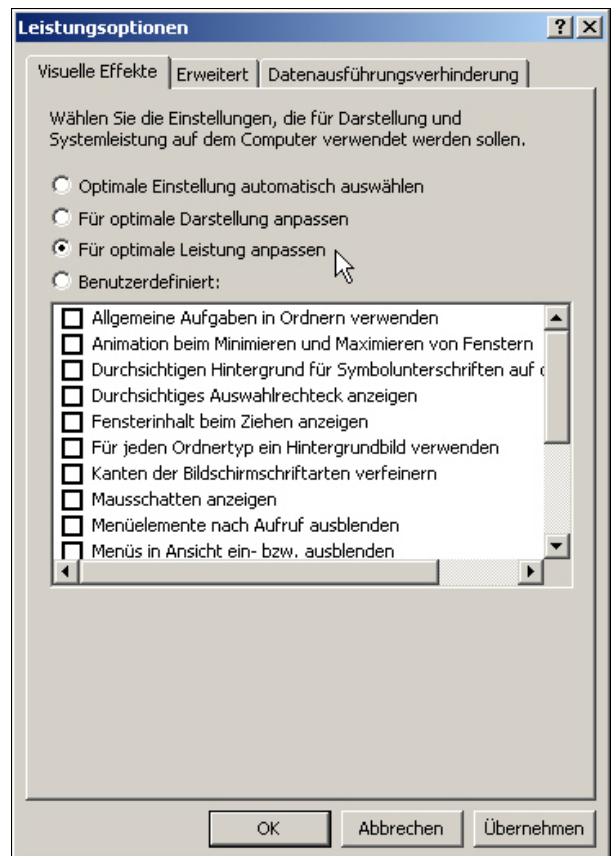 Leistungsoptionen
Visuelle Effekte
Erweitert
Datenausführungsverhinderung
Wählen Sie die Einstellungen, die für Darstellung und
Systemleistung auf dem Computer verwendet werden sollen.
Optimale Einstellung automatisch auswählen
Für optimale Darstellung anpassen
Für optimale Leistung anpassen
Benutzerdefiniert:
Allgemeine Aufgaben in Ordnern verwenden
Animation beim Minimieren und Maximieren von Fenstern
Durchsichtigen Hintergrund für Symbolunterschriften auf
Durchsichtiges Auswahlrechteck anzeigen
Fensterinhalt beim Ziehen anzeigen
Für jeden Ordnertyp ein Hintergrundbild verwenden
Kanten der Bildschirmschriftarten verfeinern
Mausschatten anzeigen
Menüelemente nach Aufruf ausblenden
Menüs in Ansicht ein- bzw. ausblenden
OK
Abbrechen
Übernehmen